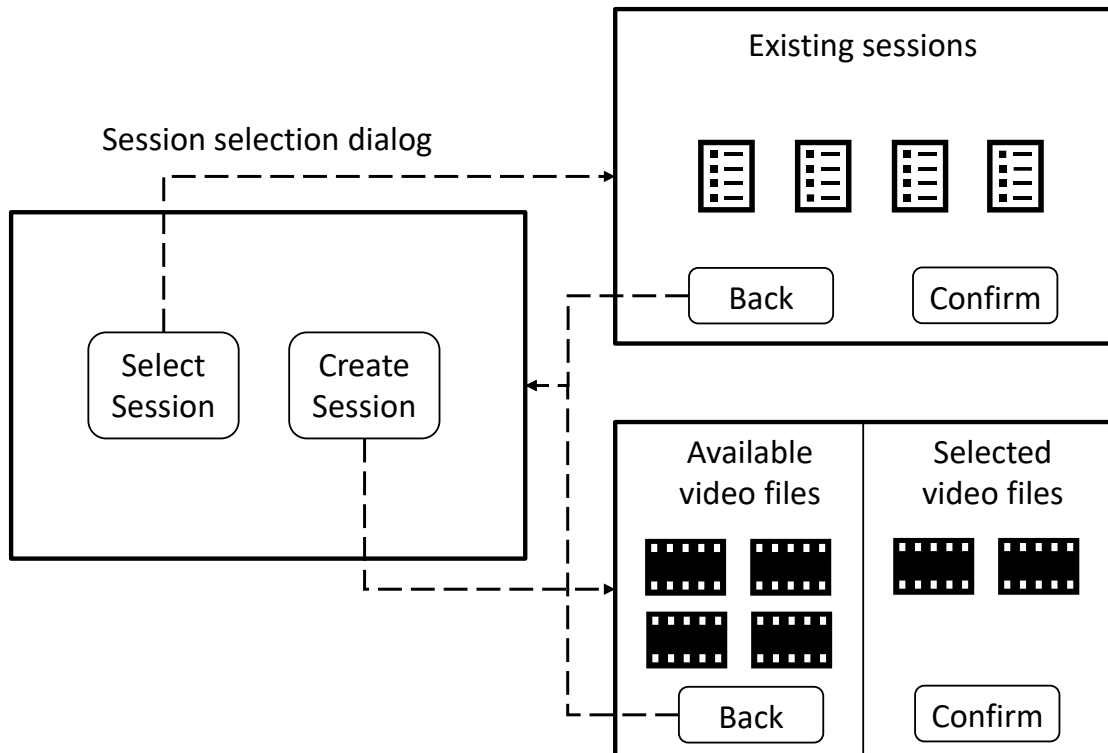 Existing sessions
Session selection dialog
Back
Confirm
Select
Session
Create
Session
Available
video files
Selected
video files
Back
Confirm